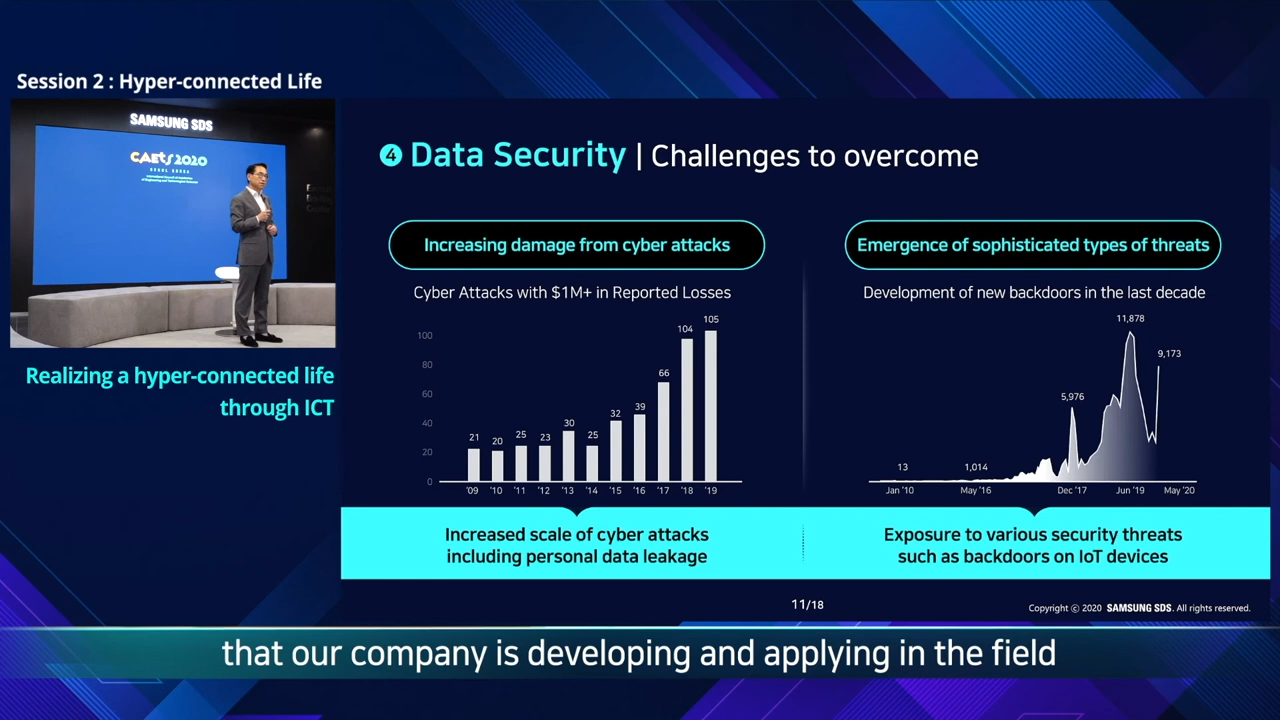 Session 2 : Hyper-connected Life
SAMSUNG SDS
CAETS 2020
SEOUL KOREA
Realizing a hyper-connected life
through ICT
4 Data Security | Challenges to overcome
Increasing damage from cyber attacks
Cyber Attacks with $1M+ in Reported Losses
100
80
60
40
20
0
21
20
25
23
30
25
32
39
66
104
105
'09
'10
'11
'12
'13
'14
'15
'16
'17
'18
'19
Increased scale of cyber attacks
including personal data leakage
Emergence of sophisticated types of threats
Development of new backdoors in the last decade
13
1,014
5,976
11,878
9,173
Jan '10
May '16
Dec '17
Jun '19
May '20
Exposure to various security threats
such as backdoors on IoT devices
11/18
Copyright ⓒ 2020 SAMSUNG SDS. All rights reserved.
that our company is developing and applying in the field